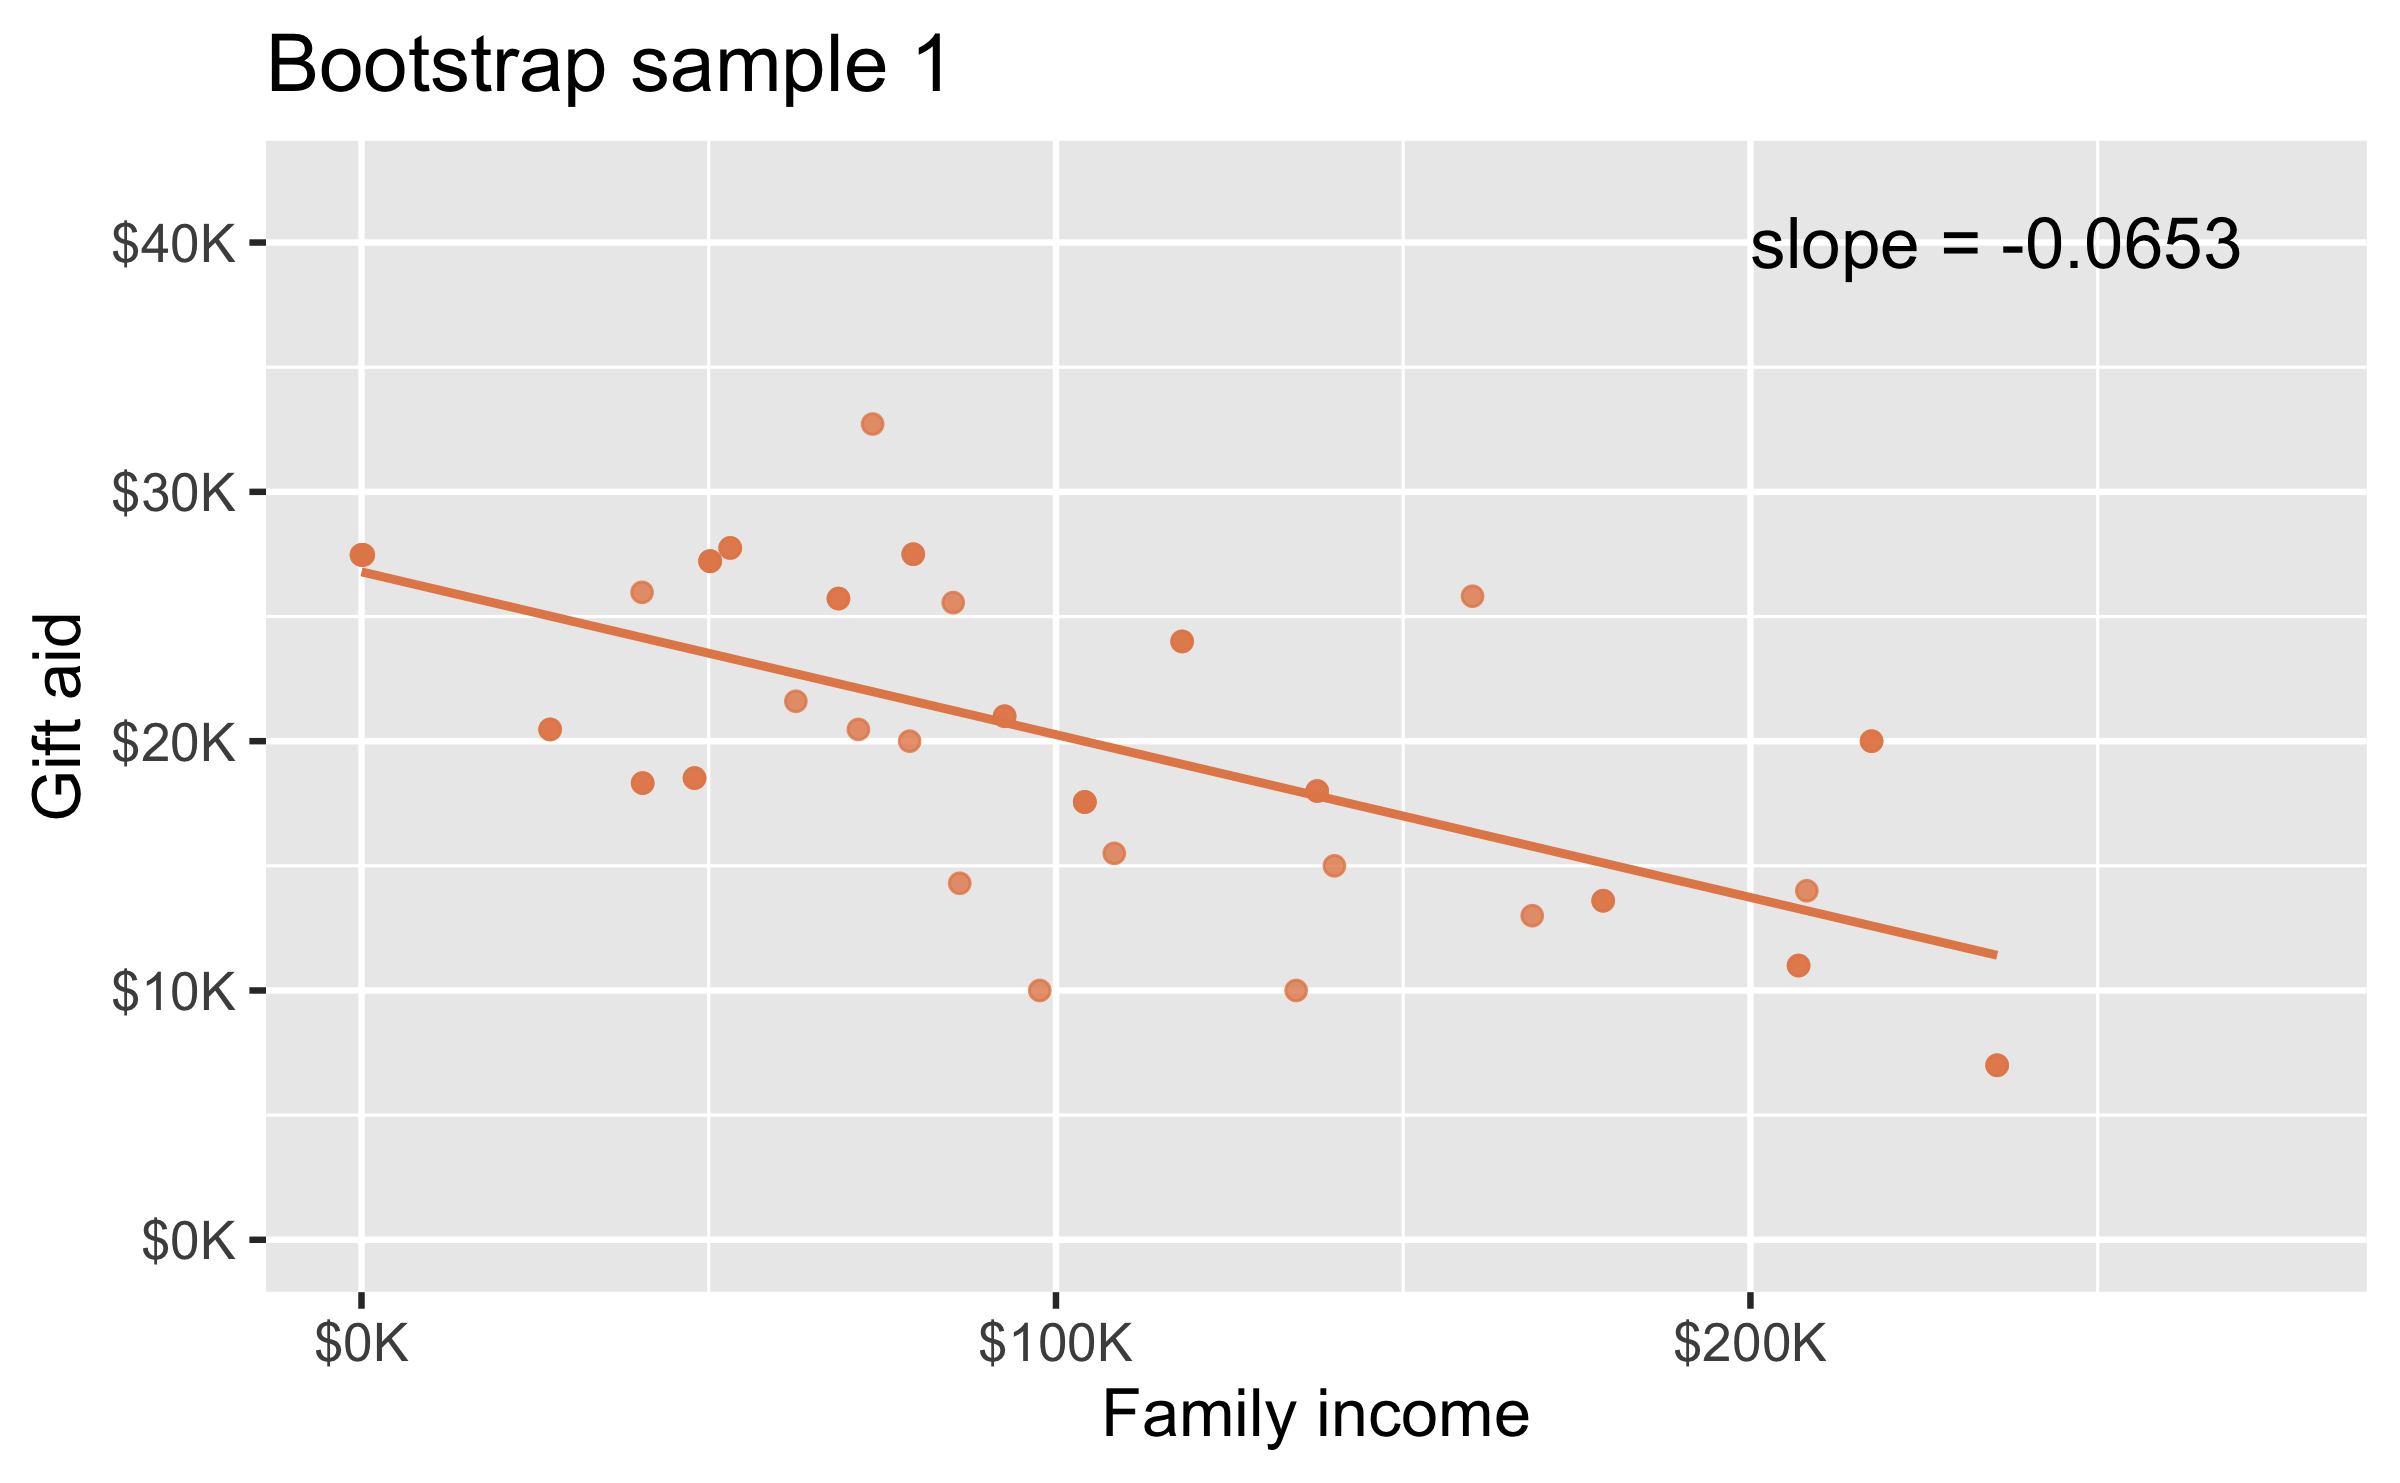 Bootstrap sample 1
slope = -0.0653
Gift aid
$40K
$30K
$20K
$10K
$0K
$0K
$100K
$200K
Family income